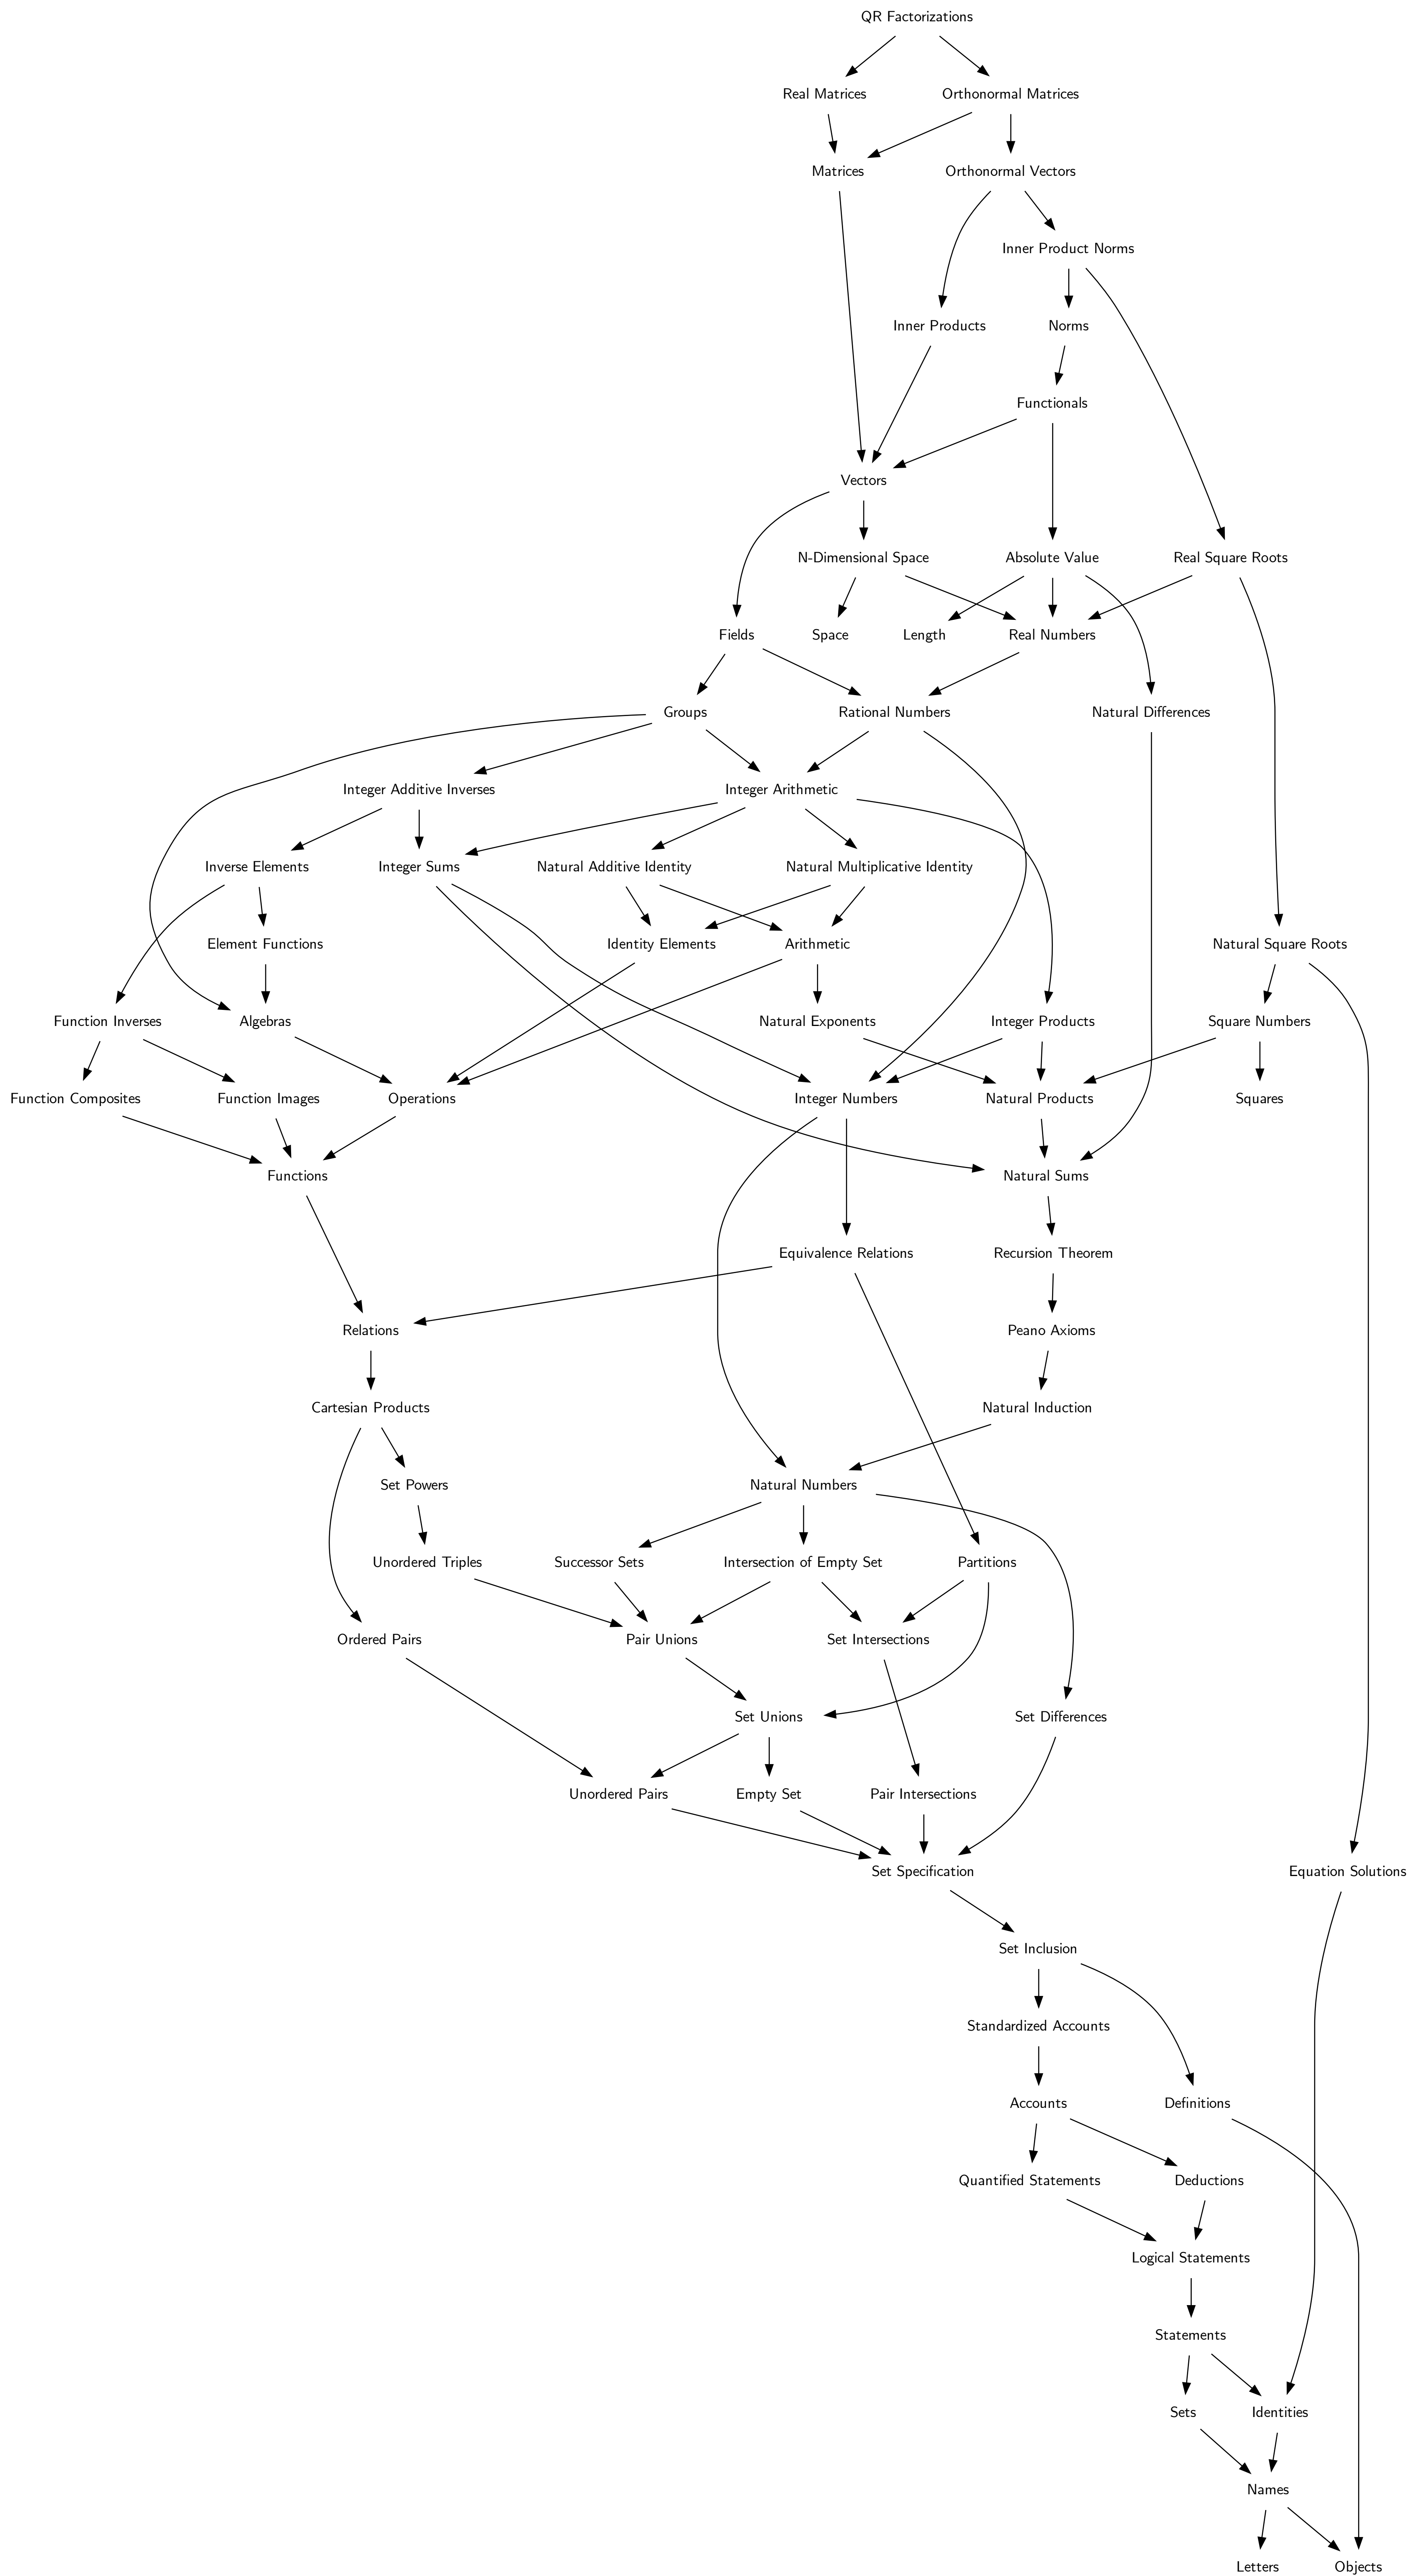 QR Factorizations
Real Matrices
Orthonormal Matrices
Matrices
Orthonormal Vectors
Inner Product Norms
Inner Products
Norms
Functionals
Vectors
N-Dimensional Space
Absolute Value
Real Square Roots
Fields
Space
Length
Real Numbers
Groups
Rational Numbers
Natural Differences
Integer Additive Inverses
Integer Arithmetic
Inverse Elements
Integer Sums
Natural Additive Identity
Natural Multiplicative Identity
Element Functions
Identity Elements
Arithmetic
Natural Square Roots
Function Inverses
Algebras
Natural Exponents
Integer Products
Square Numbers
Function Composites
Function Images
Operations
Integer Numbers
Natural Products
Squares
Functions
Natural Sums
Equivalence Relations
Recursion Theorem
Relations
Peano Axioms
Cartesian Products
Natural Induction
Set Powers
Natural Numbers
Unordered Triples
Successor Sets
Intersection of Empty Set
Partitions
Ordered Pairs
Pair Unions
Set Intersections
Set Unions
Set Differences
Unordered Pairs
Empty Set
Pair Intersections
Set Specification
Equation Solutions
Set Inclusion
Standardized Accounts
Accounts
Definitions
Quantified Statements
Deductions
Logical Statements
Statements
Sets
Identities
Names
Letters
Objects